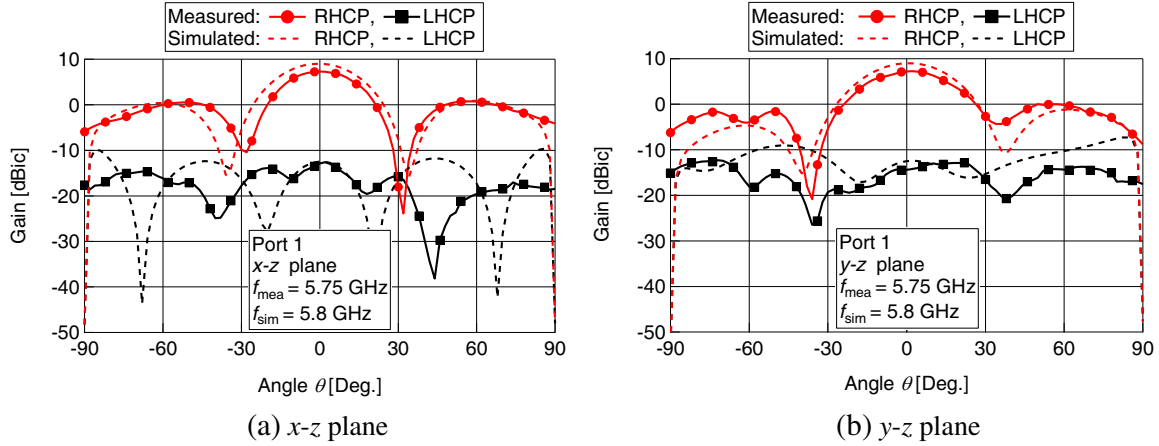 Measured: RHCP, LHCP
Simulated: RHCP, LHCP
10
0
-10
-20
-30
-40
-50
Gain [dBic]
Port 1
x-z plane
fmea = 5.75 GHz
fsim = 5.8 GHz
-90 -60 -30 0 30 60 90
Angle θ [Deg.]
(a) x-z plane
Measured: RHCP, LHCP
Simulated: RHCP, LHCP
10
0
-10
-20
-30
-40
-50
Gain [dBic]
Port 1
y-z plane
fmea = 5.75 GHz
fsim = 5.8 GHz
-90 -60 -30 0 30 60 90
Angle θ [Deg.]
(b) y-z plane